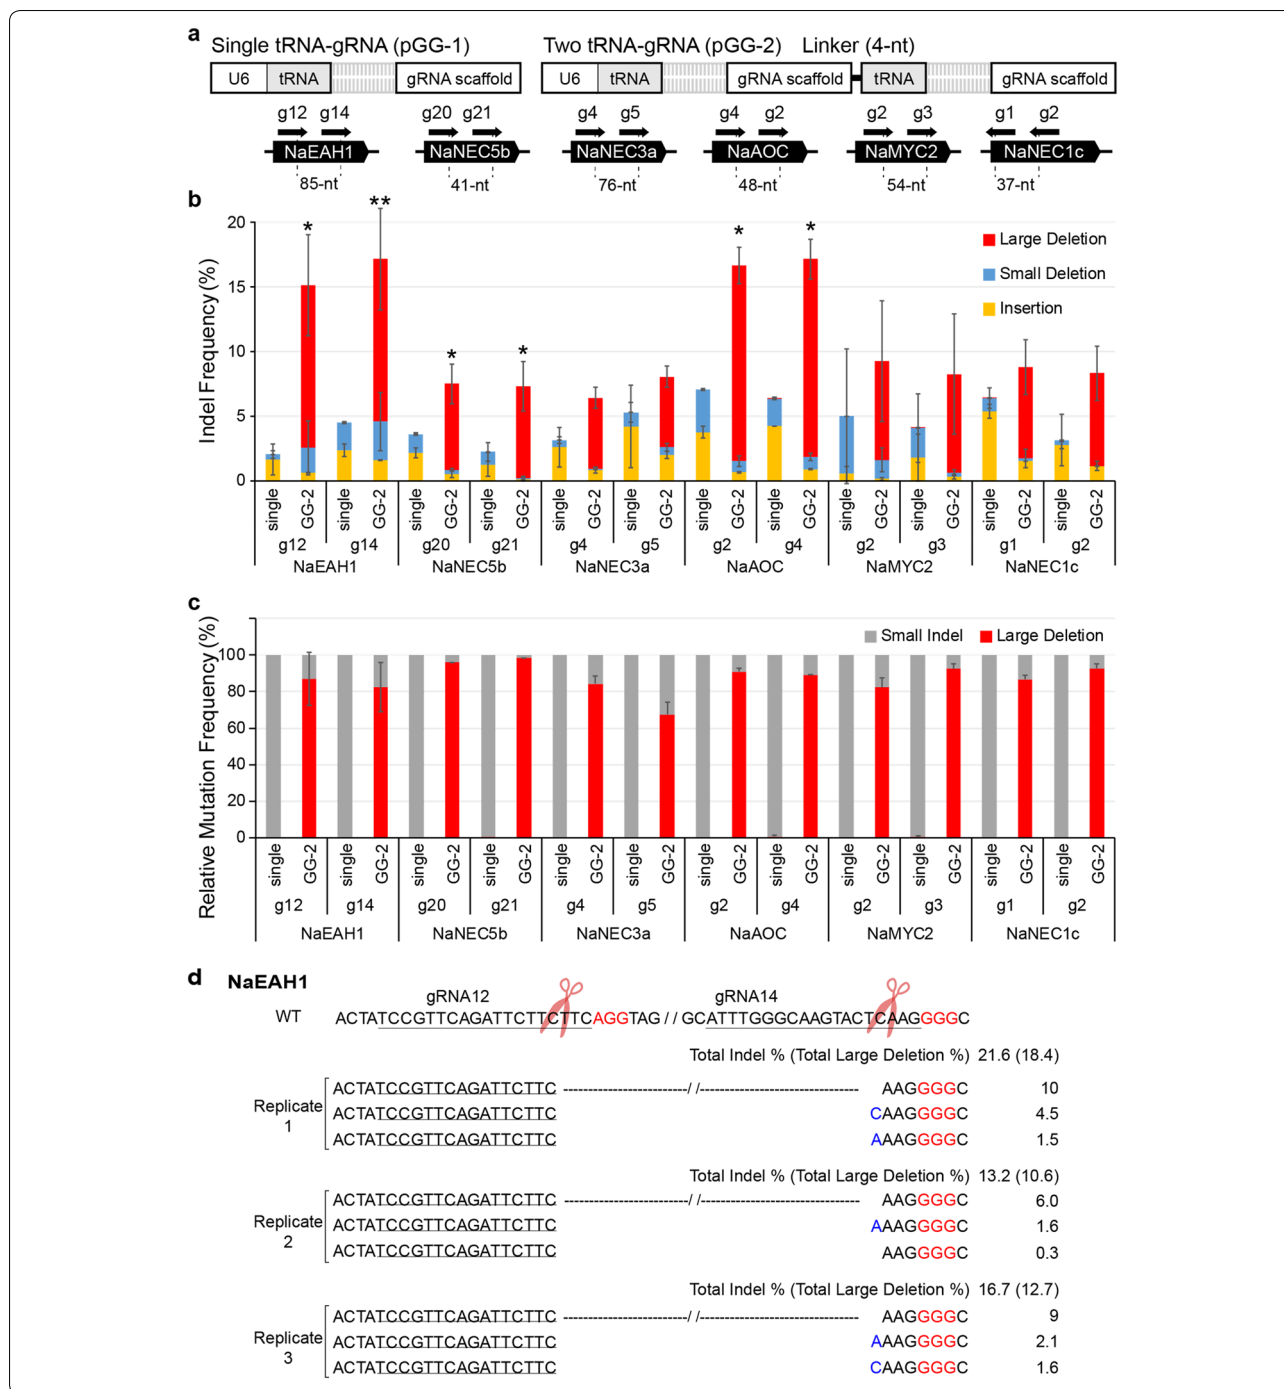 a
Single tRNA-gRNA (pGG-1) Two tRNA-gRNA (pGG-2) Linker (4-nt)
U6 tRNA gRNA scaffold U6 tRNA gRNA scaffold tRNA gRNA scaffold
g12 g14 g20 g21 g4 g5 g4 g2 g2 g3 g1 g2
NaEAH1 NaNEC5b NaNEC3a NaAOC NaMYC2 NaNEC1c
85-nt 41-nt 76-nt 48-nt 54-nt 37-nt
b
Indel Frequency (%)
20
15
10
5
0
* ** * * * *
Large Deletion
Small Deletion
Insertion
single GG-2 single GG-2 single GG-2 single GG-2 single GG-2 single GG-2 single GG-2 single GG-2 single GG-2 single GG-2 single GG-2 single GG-2
g12 g14 g20 g21 g4 g5 g2 g4 g2 g3 g1 g2
NaEAH1 NaNEC5b NaNEC3a NaAOC NaMYC2 NaNEC1c
c
Relative Mutation Frequency (%)
Small Indel Large Deletion
100
80
60
40
20
0
single GG-2 single GG-2 single GG-2 single GG-2 single GG-2 single GG-2 single GG-2 single GG-2 single GG-2 single GG-2 single GG-2 single GG-2
g12 g14 g20 g21 g4 g5 g2 g4 g2 g3 g1 g2
NaEAH1 NaNEC5b NaNEC3a NaAOC NaMYC2 NaNEC1c
d NaEAH1
gRNA12 gRNA14
WT ACTATCCGTTCAGATTCTTCTTCAGGTAG // GCATTTGGGCAAGTACTCAAGGGGC
Total Indel % (Total Large Deletion %) 21.6 (18.4)
Replicate 1
ACTATCCGTTCAGATTCTTC -------------------------/ /----------------------------- AAGGGGC 10
ACTATCCGTTCAGATTCTTC CAAGGGGC 4.5
ACTATCCGTTCAGATTCTTC AAAGGGGC 1.5
Total Indel % (Total Large Deletion %) 13.2 (10.6)
Replicate 2
ACTATCCGTTCAGATTCTTC -------------------------/ /----------------------------- AAGGGGC 6.0
ACTATCCGTTCAGATTCTTC AAAGGGGC 1.6
ACTATCCGTTCAGATTCTTC AAGGGGC 0.3
Total Indel % (Total Large Deletion %) 16.7 (12.7)
Replicate 3
ACTATCCGTTCAGATTCTTC -------------------------/ /----------------------------- AAGGGGC 9
ACTATCCGTTCAGATTCTTC AAAGGGGC 2.1
ACTATCCGTTCAGATTCTTC CAAGGGGC 1.6